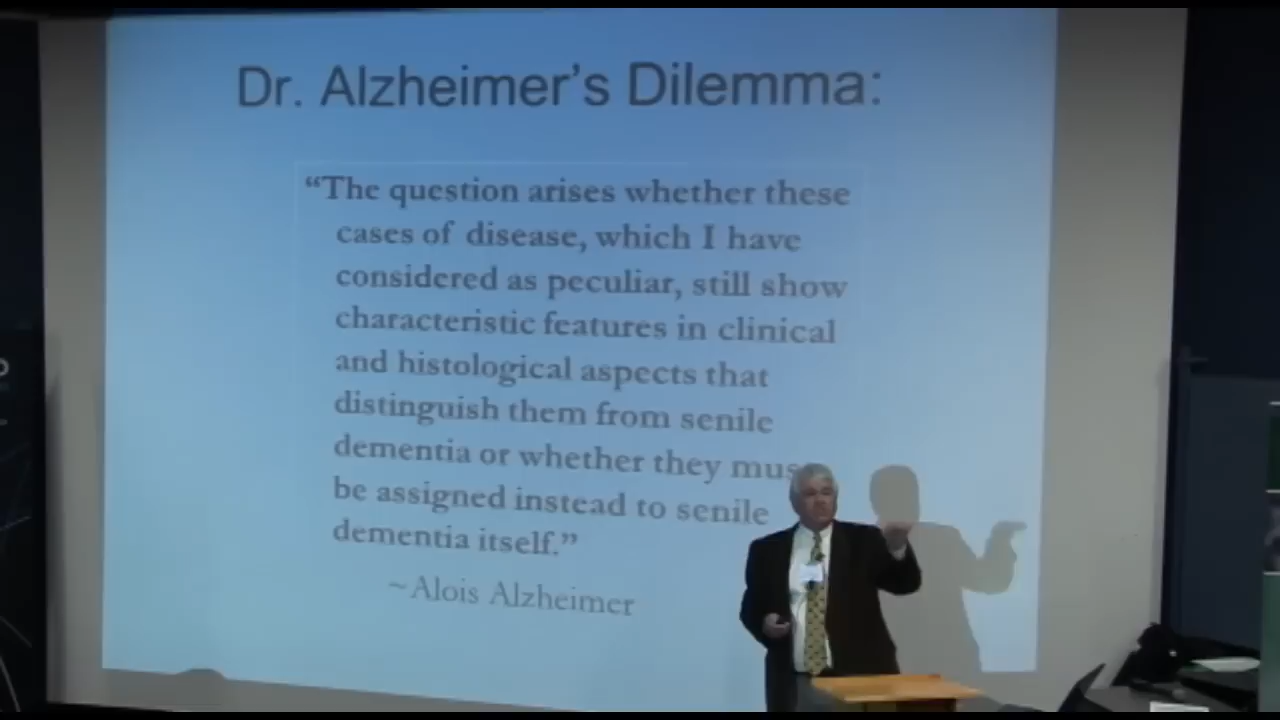 Dr. Alzheimer's Dilemma:
“The question arises whether these
cases of disease, which I have
considered as peculiar, still show
characteristic features in clinical
and histological aspects that
distinguish them from senile
dementia or whether they mus
be assigned instead to senile
dementia itself.”
~Alois Alzheimer